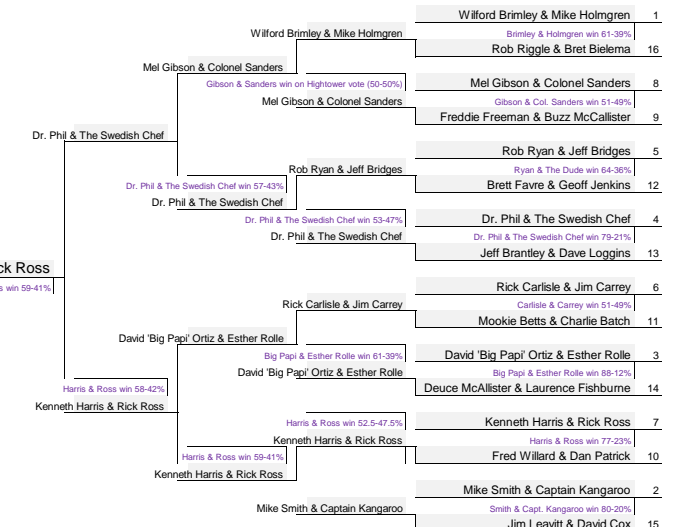 Wilford Brimley & Mike Holmgren 1
Wilford Brimley & Mike Holmgren
Brimley & Holmgren win 61-39%
Rob Riggle & Bret Bielema 16
Mel Gibson & Colonel Sanders
Gibson & Sanders win on Hightower vote (50-50%)
Mel Gibson & Colonel Sanders 8
Mel Gibson & Colonel Sanders
Gibson & Col. Sanders win 51-49%
Freddie Freeman & Buzz McCallister 9
Dr. Phil & The Swedish Chef
Rob Ryan & Jeff Bridges 5
Rob Ryan & Jeff Bridges
Ryan & The Dude win 64-36%
Dr. Phil & The Swedish Chef win 57-43%
Brett Favre & Geoff Jenkins 12
Dr. Phil & The Swedish Chef
Dr. Phil & The Swedish Chef win 53-47%
Dr. Phil & The Swedish Chef 4
Dr. Phil & The Swedish Chef
Dr. Phil & The Swedish Chef win 79-21%
Jeff Brantley & Dave Loggins 13
ck Ross
s win 59-41%
Rick Carlisle & Jim Carrey 6
Rick Carlisle & Jim Carrey
Carlisle & Carrey win 51-49%
Mookie Betts & Charlie Batch 11
David 'Big Papi' Ortiz & Esther Rolle
Big Papi & Esther Rolle win 61-39%
David 'Big Papi' Ortiz & Esther Rolle 3
David 'Big Papi' Ortiz & Esther Rolle
Big Papi & Esther Rolle win 88-12%
Harris & Ross win 58-42%
Deuce McAllister & Laurence Fishburne 14
Kenneth Harris & Rick Ross
Harris & Ross win 52.5-47.5%
Kenneth Harris & Rick Ross 7
Kenneth Harris & Rick Ross
Harris & Ross win 77-23%
Harris & Ross win 59-41%
Fred Willard & Dan Patrick 10
Kenneth Harris & Rick Ross
Mike Smith & Captain Kangaroo 2
Mike Smith & Captain Kangaroo
Smith & Capt. Kangaroo win 80-20%
Jim Leavitt & David Cox 15